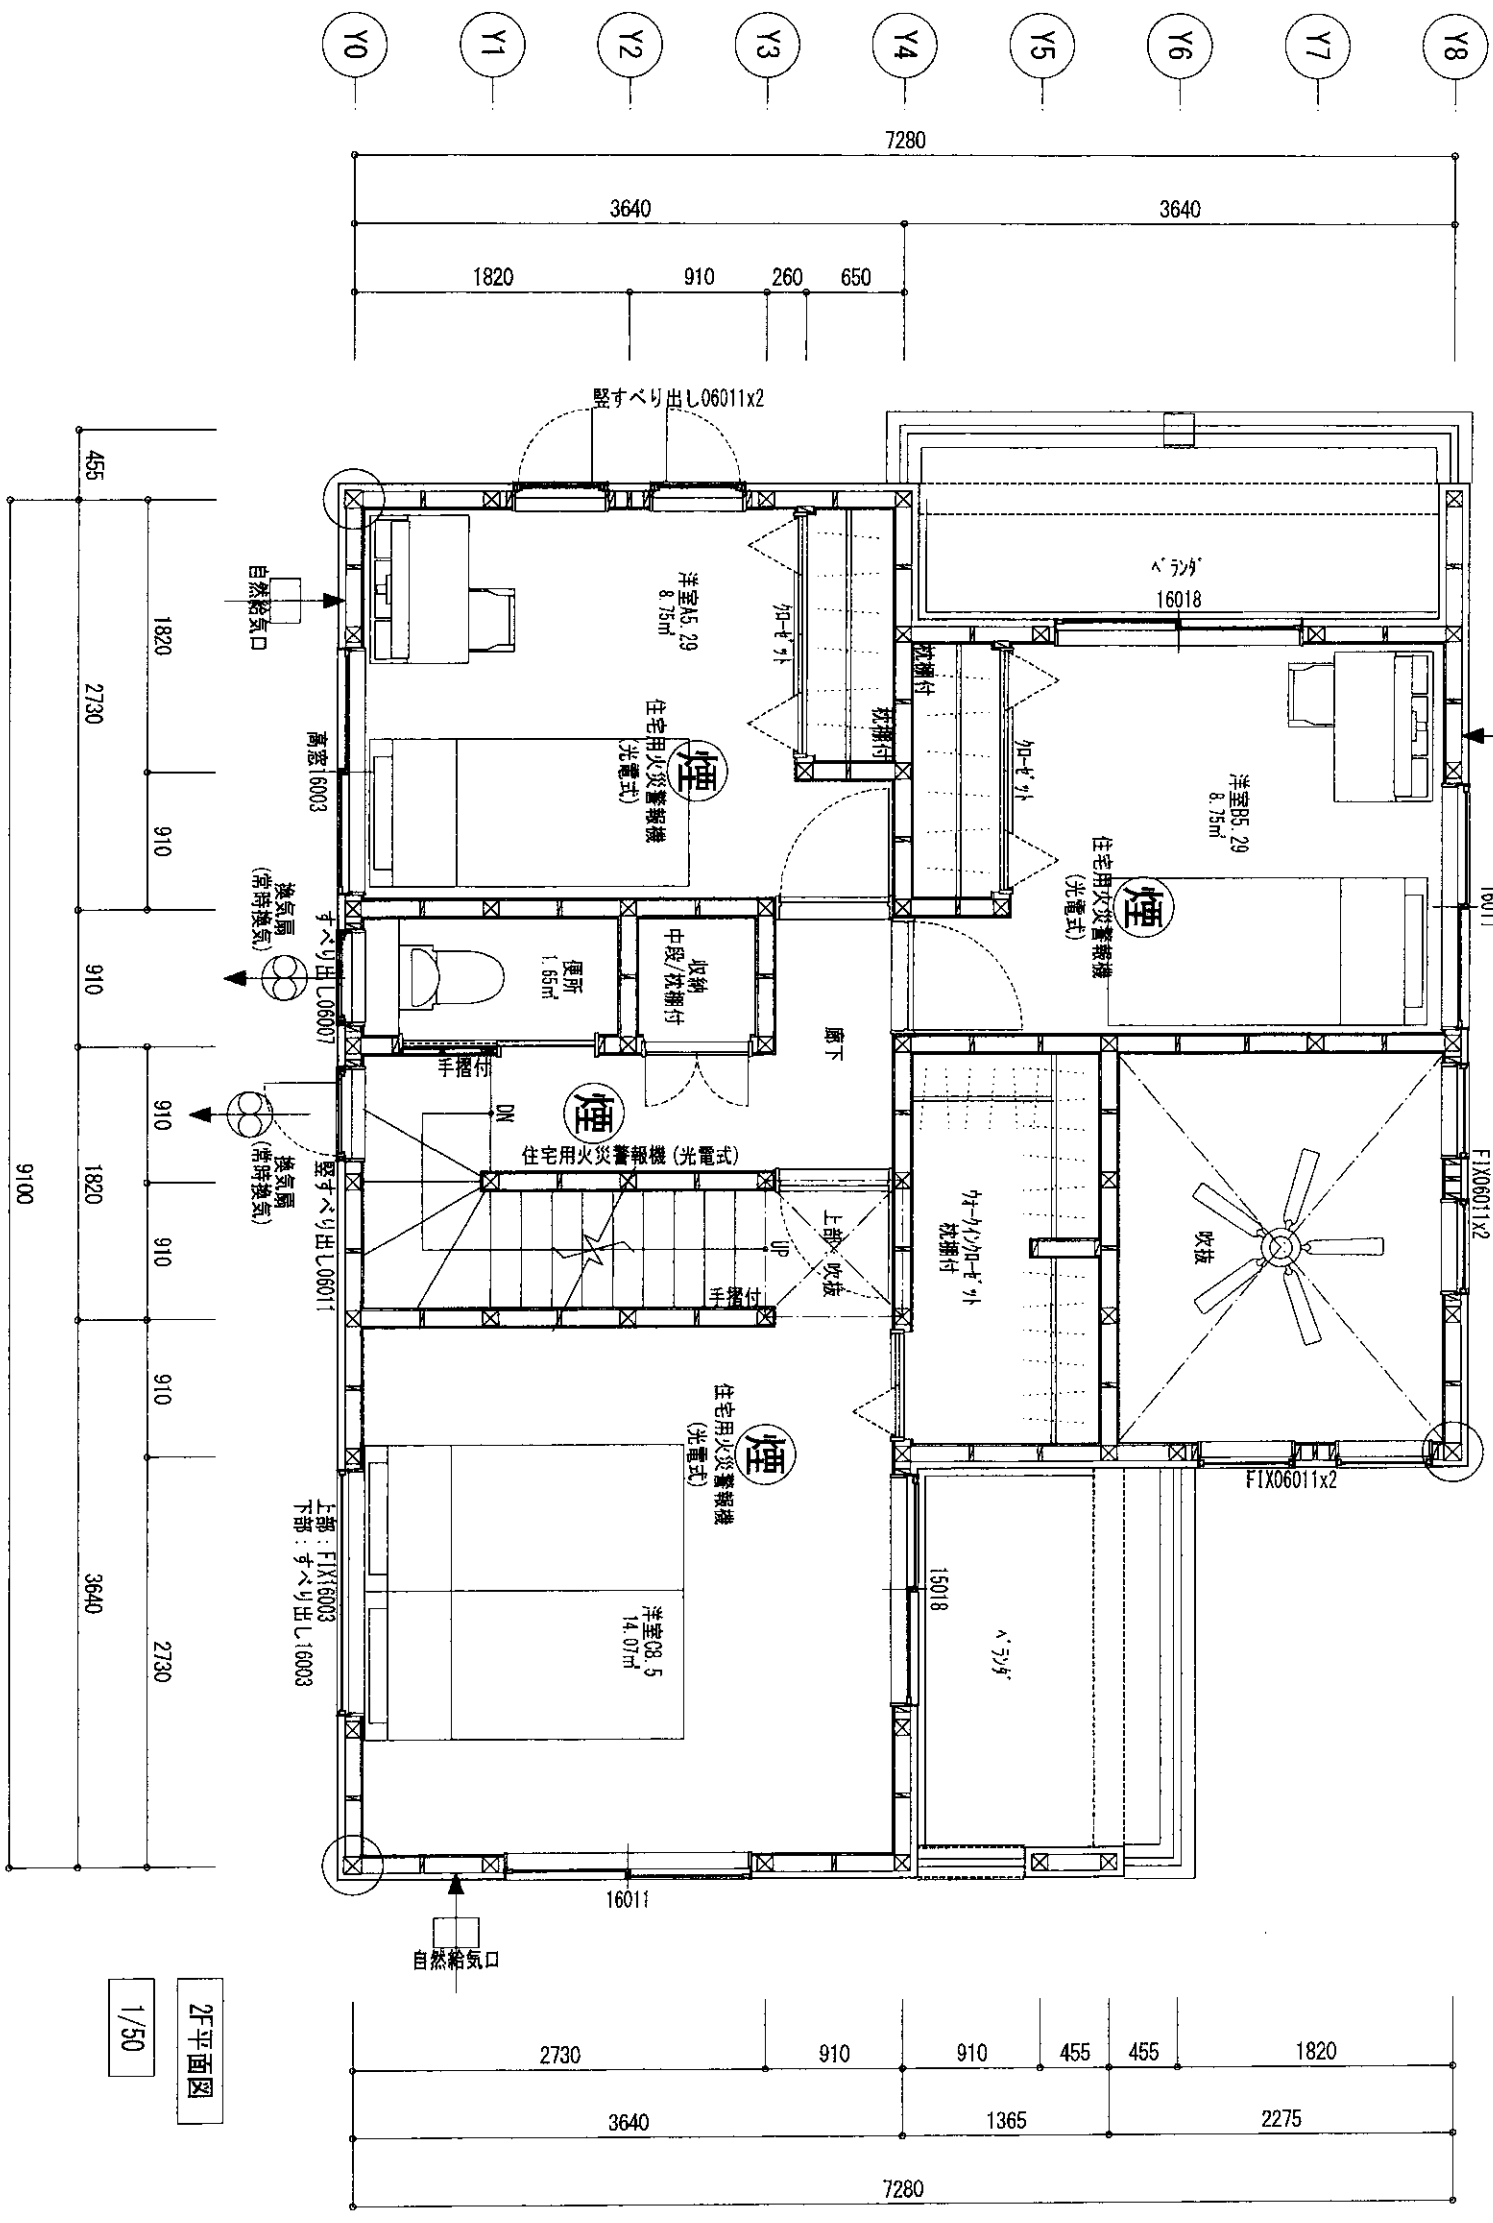 Y0
Y1
Y2
Y3
Y4
Y5
Y6
Y7
Y8
7280
3640
3640
1820
910
260
650
竪すべり出し06011x2
455
1820
2730
910
910
910
1820
910
910
3640
2730
9100
自然給気口
洋室A5.29
8.75㎡
クローゼット
枕棚付
住宅用火災警報機
(光電式)
煙
高窓16003
ベランダ
16018
枕棚付
クローゼット
洋室B5.29
8.75㎡
住宅用火災警報機
(光電式)
煙
換気扇
(常時換気)
すべり出し06007
便所
1.65㎡
収納
中段/枕棚付
廊下
手摺付
DN
煙
住宅用火災警報機(光電式)
換気扇
(常時換気)
竪すべり出し06011
UP
上部 吹抜
手摺付
ウォークインクローゼット
枕棚付
吹抜
FIX06011x2
FIX06011x2
住宅用火災警報機
(光電式)
煙
上部:FIX16003
下部:すべり出し16003
洋室C8.5
14.07㎡
15018
ベランダ
16011
自然給気口
2F平面図
1/50
2730
910
910
455
455
1820
3640
1365
2275
7280